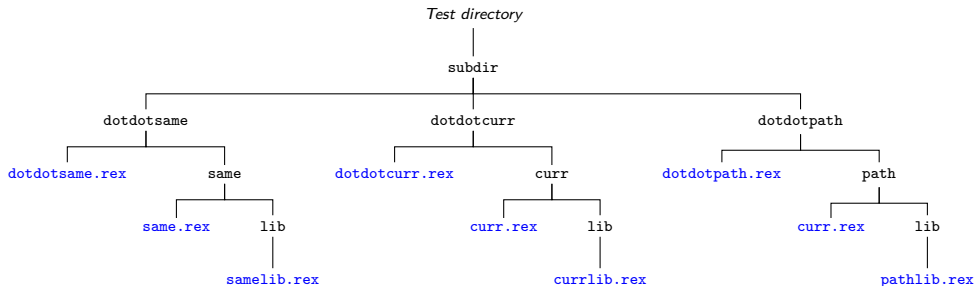 Test directory
subdir
dotdotsame dotdotcurr dotdotpath
dotdotsame.rex same dotdotcurr.rex curr dotdotpath.rex path
same.rex lib curr.rex lib curr.rex lib
samelib.rex currlib.rex pathlib.rex